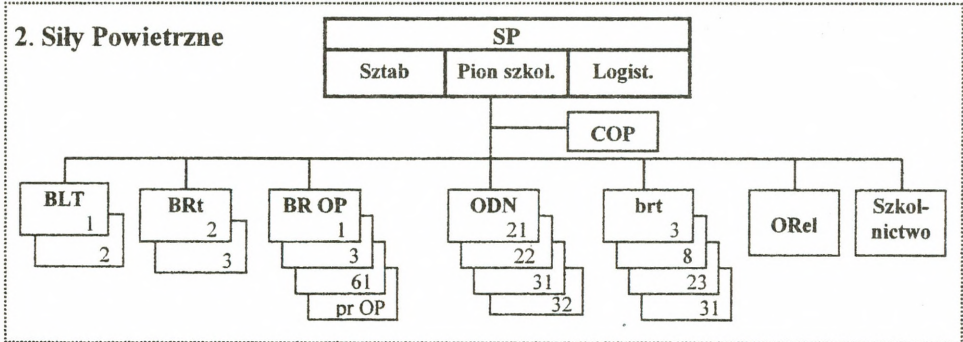 2. Siły Powietrzne
SP
Sztab
Pion szkol.
Logist.
COP
BLT
1
2
BRt
2
3
BR OP
1
3
61
pr OP
ODN
21
22
31
32
brt
3
8
23
31
ORel
Szkol-
nictwo